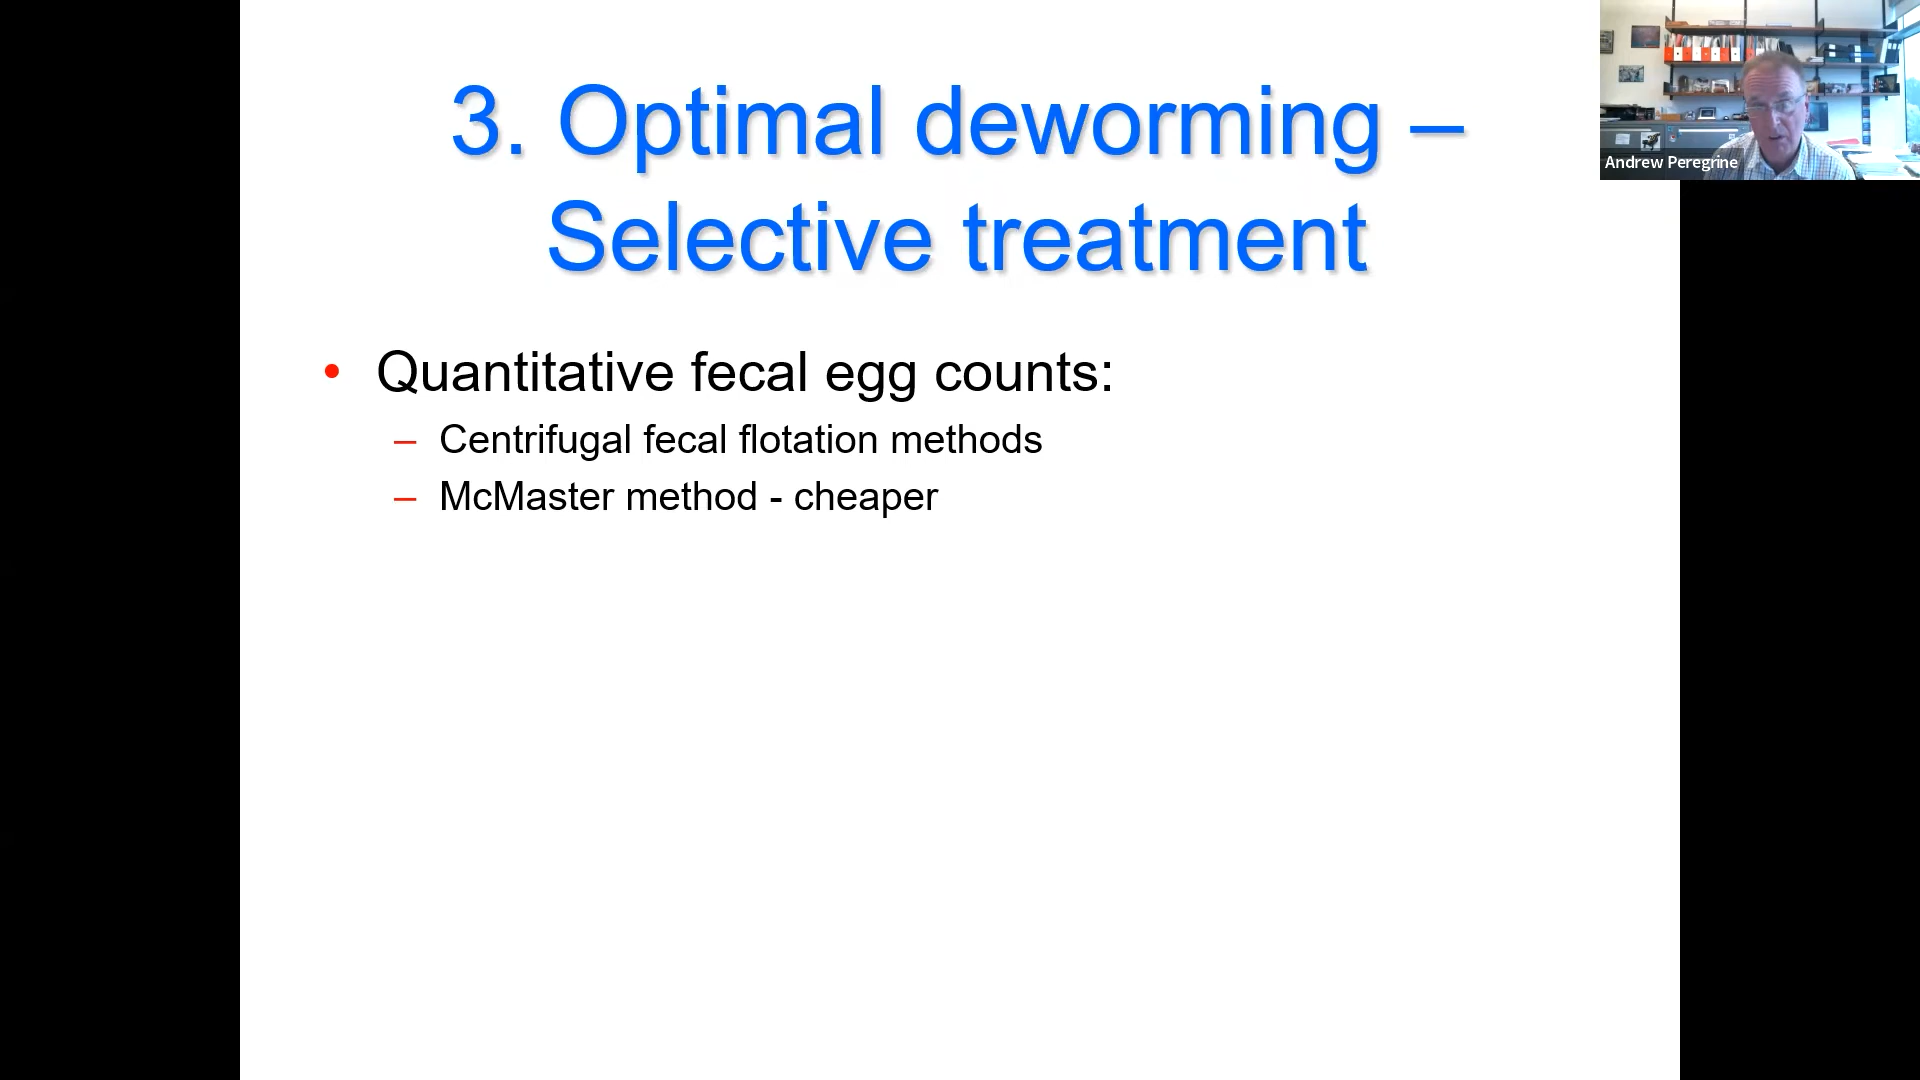 3. Optimal deworming –
Selective treatment
• Quantitative fecal egg counts:
– Centrifugal fecal flotation methods
– McMaster method - cheaper
Andrew Peregrine